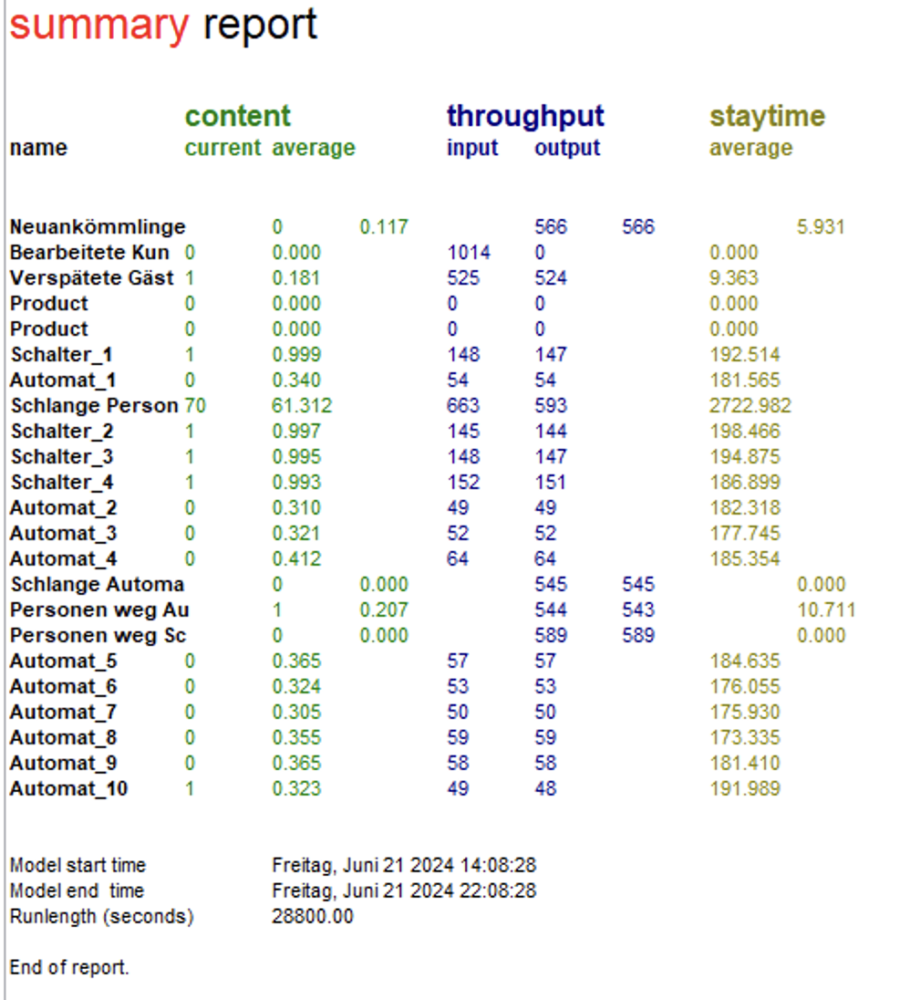 summary report
content throughput staytime
name current average input output average
Neuankömmlinge 0 0.117 566 566 5.931
Bearbeitete Kun 0 0.000 1014 0 0.000
Verspätete Gäst 1 0.181 525 524 9.363
Product 0 0.000 0 0 0.000
Product 0 0.000 0 0 0.000
Schalter_1 1 0.999 148 147 192.514
Automat_1 0 0.340 54 54 181.565
Schlange Person 70 61.312 663 593 2722.982
Schalter_2 1 0.997 145 144 198.466
Schalter_3 1 0.995 148 147 194.875
Schalter_4 1 0.993 152 151 186.899
Automat_2 0 0.310 49 49 182.318
Automat_3 0 0.321 52 52 177.745
Automat_4 0 0.412 64 64 185.354
Schlange Automa 0 0.000 545 545 0.000
Personen weg Au 1 0.207 544 543 10.711
Personen weg Sc 0 0.000 589 589 0.000
Automat_5 0 0.365 57 57 184.635
Automat_6 0 0.324 53 53 176.055
Automat_7 0 0.305 50 50 175.930
Automat_8 0 0.355 59 59 173.335
Automat_9 0 0.365 58 58 181.410
Automat_10 1 0.323 49 48 191.989
Model start time Freitag, Juni 21 2024 14:08:28
Model end time Freitag, Juni 21 2024 22:08:28
Runlength (seconds) 28800.00
End of report.